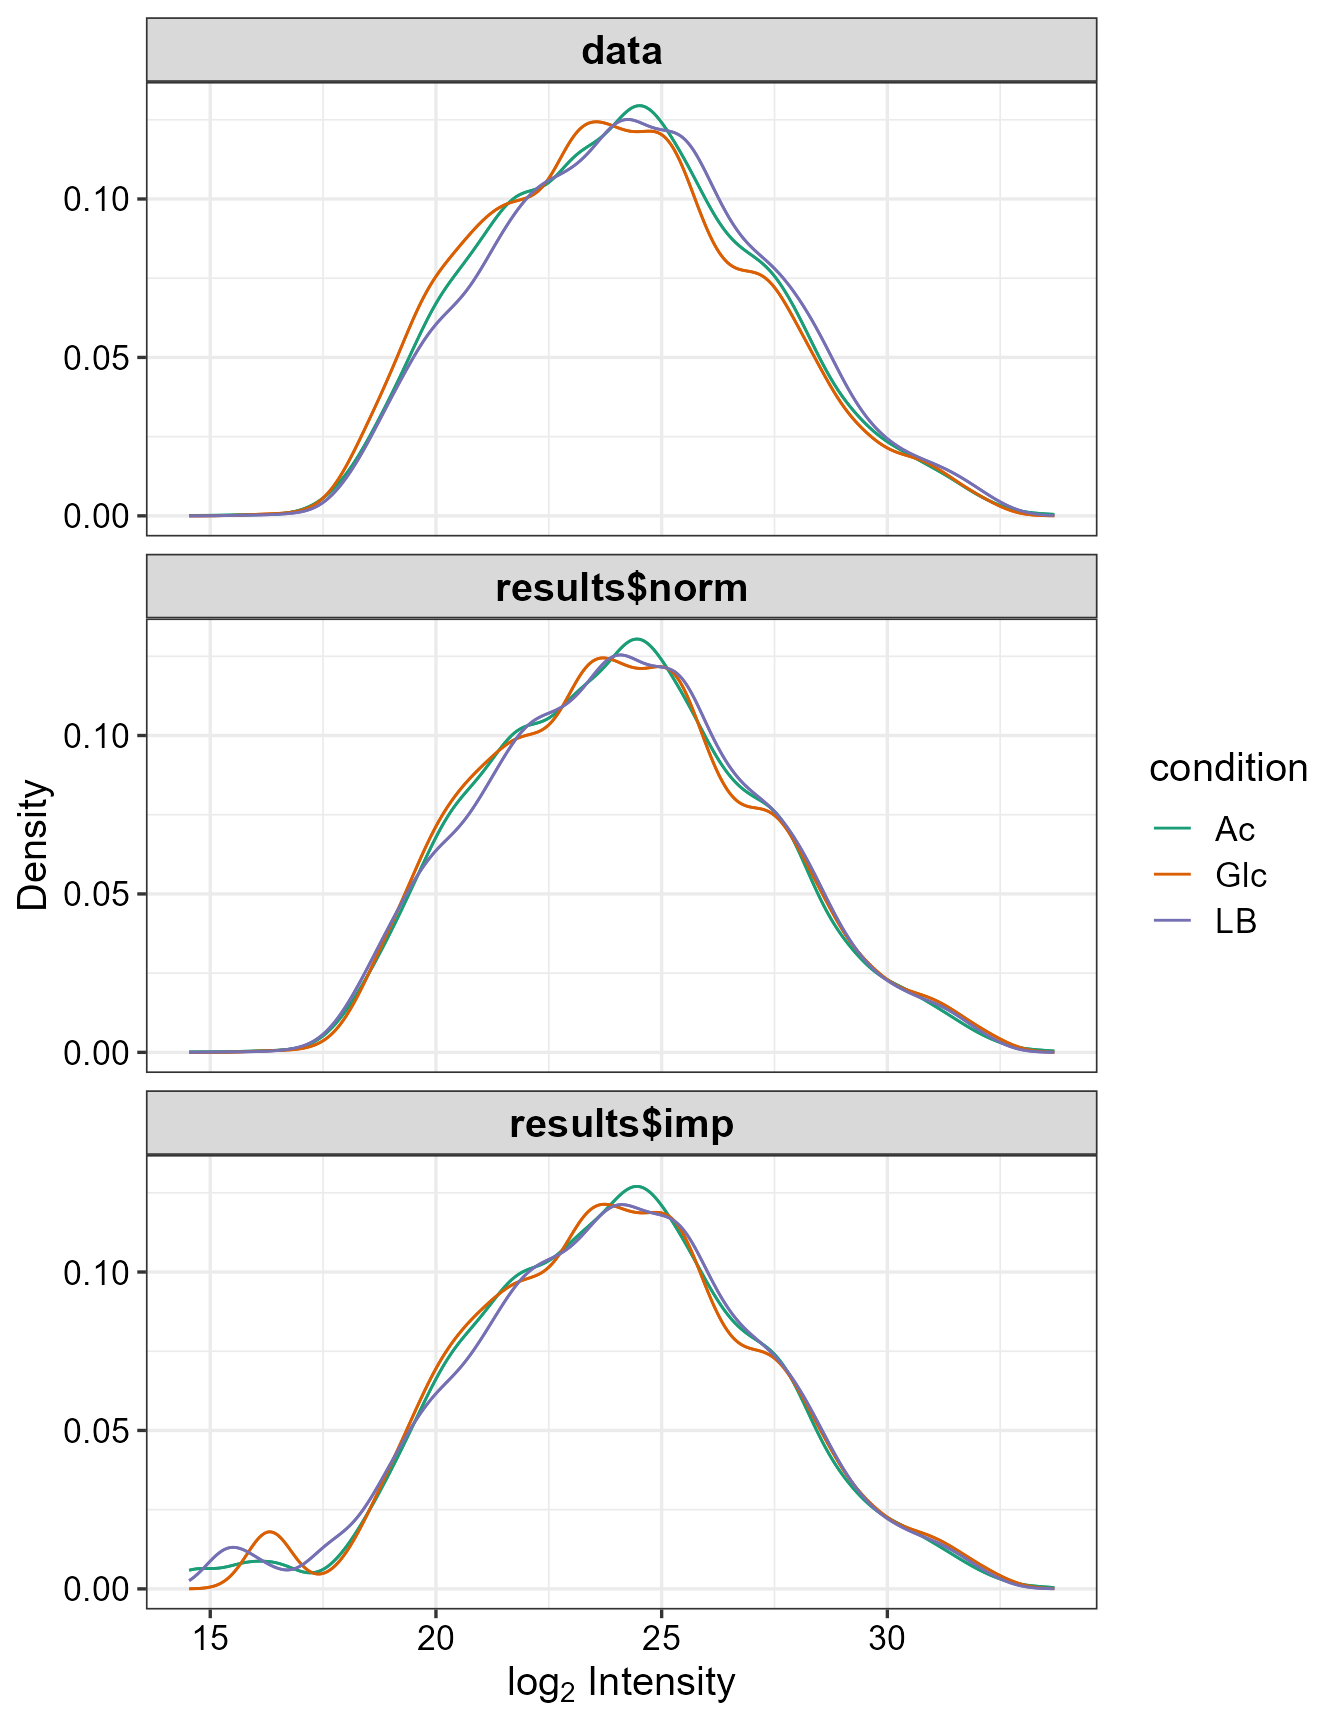 data
0.10
0.05
0.00
results$norm
0.10
0.05
0.00
results$imp
0.10
0.05
0.00
15 20 25 30
log₂ Intensity
Density
condition
Ac
Glc
LB